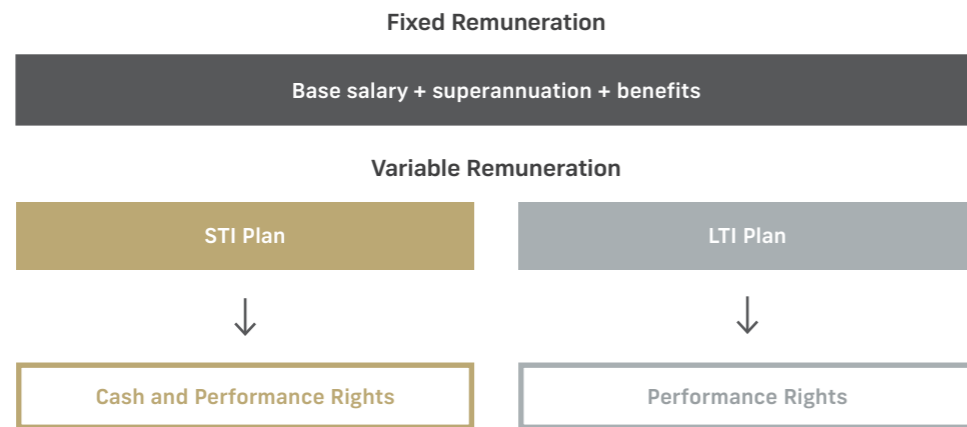 Fixed Remuneration
Base salary + superannuation + benefits
Variable Remuneration
STI Plan
LTI Plan
Cash and Performance Rights
Performance Rights